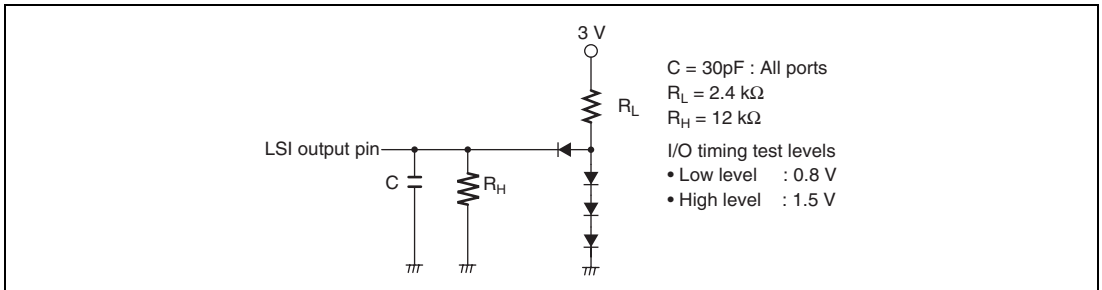 3 V
C = 30pF : All ports
R_L = 2.4 kΩ
R_L
R_H = 12 kΩ
LSI output pin
I/O timing test levels
• Low level : 0.8 V
C
R_H
• High level : 1.5 V